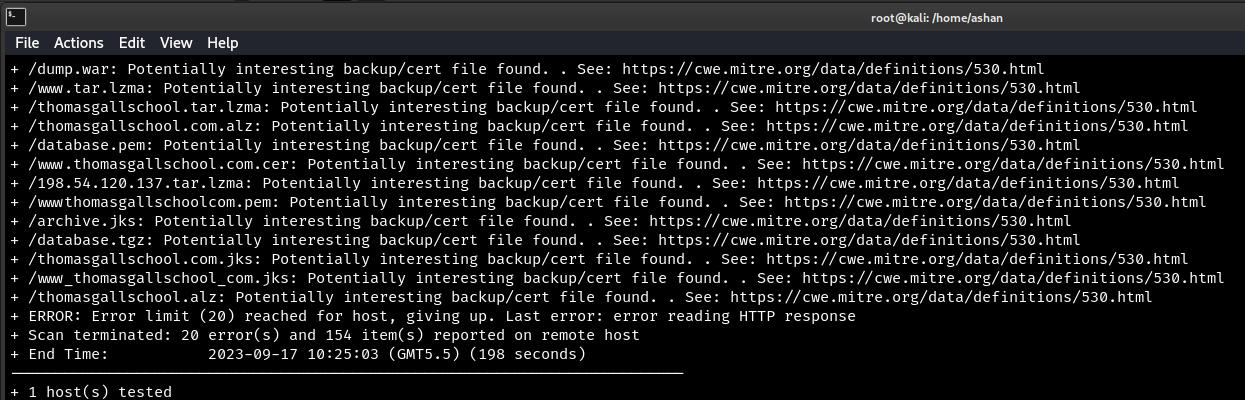 root@kali: /home/ashan
File Actions Edit View Help
+ /dump.war: Potentially interesting backup/cert file found. . See: https://cwe.mitre.org/data/definitions/530.html
+ /www.tar.lzma: Potentially interesting backup/cert file found. . See: https://cwe.mitre.org/data/definitions/530.html
+ /thomasgallschool.tar.lzma: Potentially interesting backup/cert file found. . See: https://cwe.mitre.org/data/definitions/530.html
+ /thomasgallschool.com.alz: Potentially interesting backup/cert file found. . See: https://cwe.mitre.org/data/definitions/530.html
+ /database.pem: Potentially interesting backup/cert file found. . See: https://cwe.mitre.org/data/definitions/530.html
+ /www.thomasgallschool.com.cer: Potentially interesting backup/cert file found. . See: https://cwe.mitre.org/data/definitions/530.html
+ /198.54.120.137.tar.lzma: Potentially interesting backup/cert file found. . See: https://cwe.mitre.org/data/definitions/530.html
+ /wwwthomasgallschoolcom.pem: Potentially interesting backup/cert file found. . See: https://cwe.mitre.org/data/definitions/530.html
+ /archive.jks: Potentially interesting backup/cert file found. . See: https://cwe.mitre.org/data/definitions/530.html
+ /database.tgz: Potentially interesting backup/cert file found. . See: https://cwe.mitre.org/data/definitions/530.html
+ /thomasgallschool.com.jks: Potentially interesting backup/cert file found. . See: https://cwe.mitre.org/data/definitions/530.html
+ /www_thomasgallschool_com.jks: Potentially interesting backup/cert file found. . See: https://cwe.mitre.org/data/definitions/530.html
+ /thomasgallschool.alz: Potentially interesting backup/cert file found. . See: https://cwe.mitre.org/data/definitions/530.html
+ ERROR: Error limit (20) reached for host, giving up. Last error: error reading HTTP response
+ Scan terminated: 20 error(s) and 154 item(s) reported on remote host
+ End Time: 2023-09-17 10:25:03 (GMT5.5) (198 seconds)
+ 1 host(s) tested